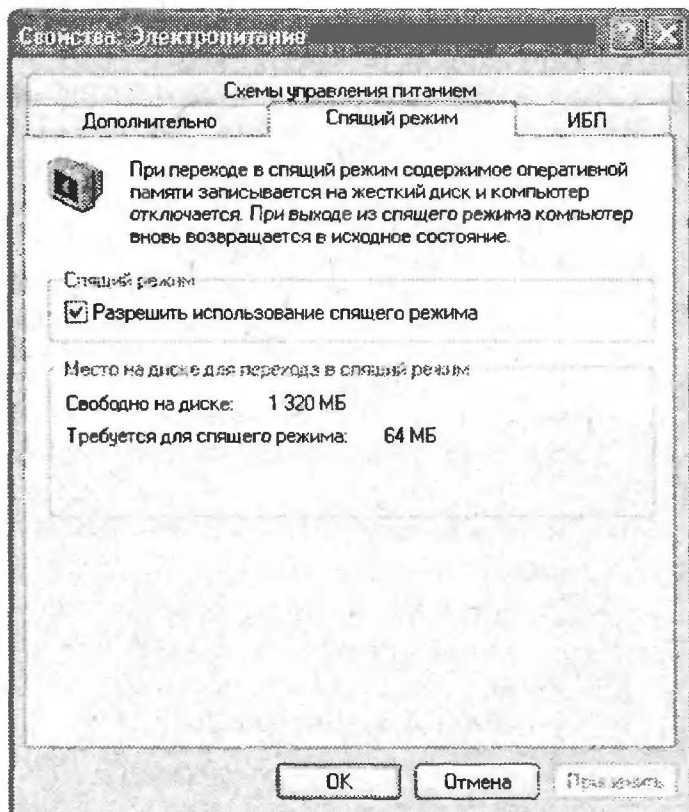 Свойства: Электропитание
Схемы управления питанием
Дополнительно
Спящий режим
ИБП
При переходе в спящий режим содержимое оперативной
памяти записывается на жесткий диск и компьютер
отключается. При выходе из спящего режима компьютер
вновь возвращается в исходное состояние.
Спящий режим
Разрешить использование спящего режима
Место на диске для перехода в спящий режим
Свободно на диске: 1 320 МБ
Требуется для спящего режима: 64 МБ
OK
Отмена
Применить